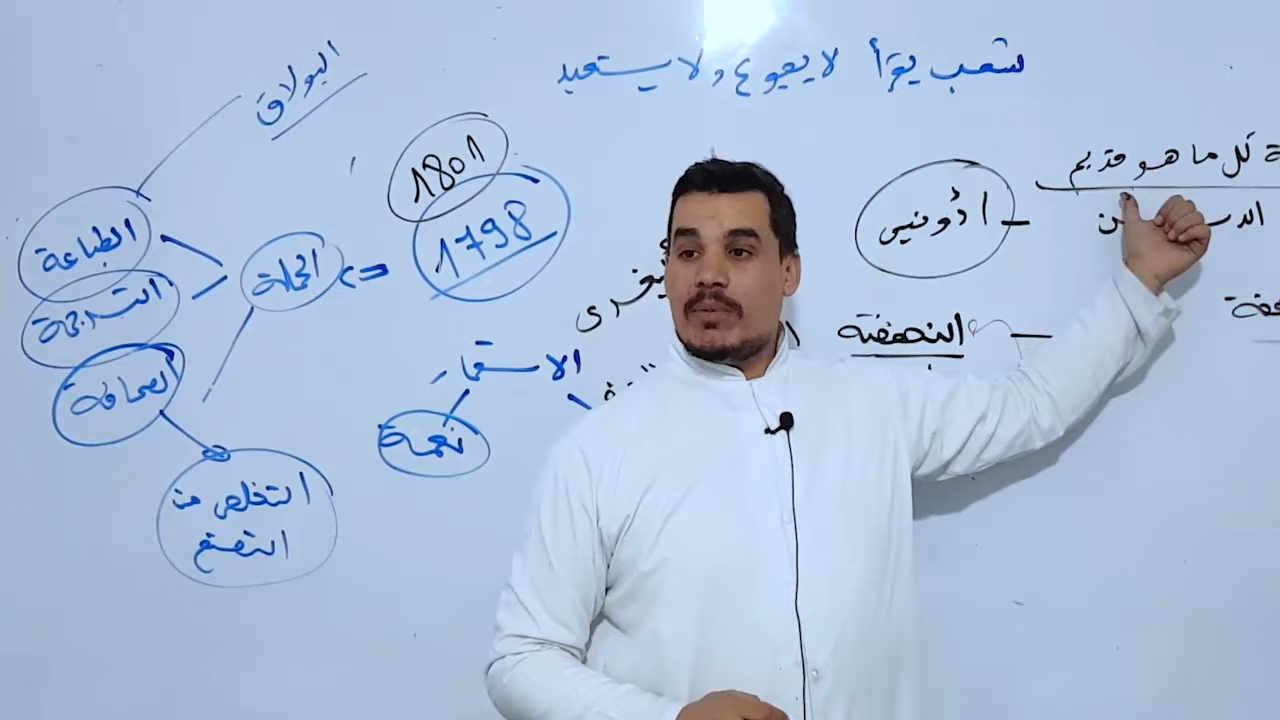 شعب يقرأ لا يجوع ولا يستعبد
كل ما هو قديم
أدونيس
النهضة
1801
1798
<=
الحملة
البولاق
الطباعة
الترجمة
الصحافة
التخلص من
التصنع
الاستعمار
نعمة